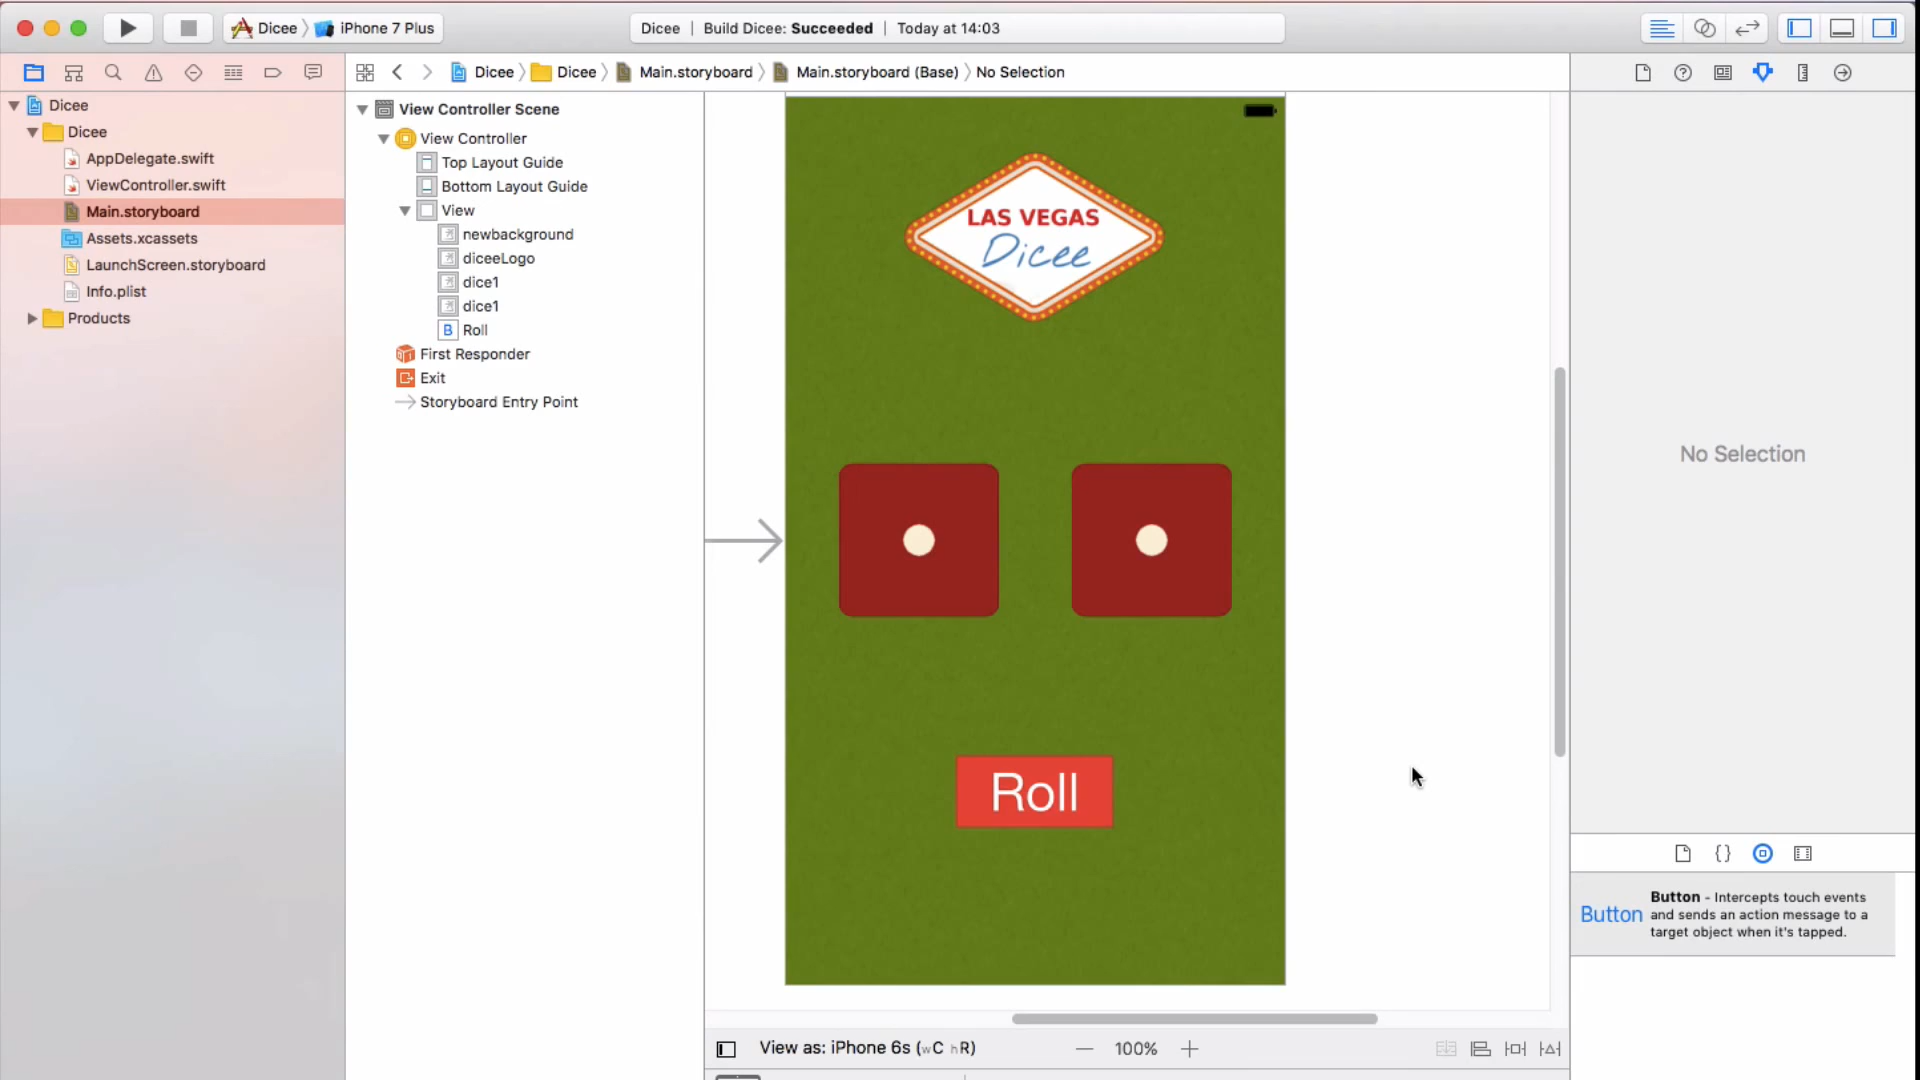 Dicee iPhone 7 Plus
Dicee | Build Dicee: Succeeded | Today at 14:03
Dicee Dicee Main.storyboard Main.storyboard (Base) No Selection
Dicee
Dicee
AppDelegate.swift
ViewController.swift
Main.storyboard
Assets.xcassets
LaunchScreen.storyboard
Info.plist
Products
View Controller Scene
View Controller
Top Layout Guide
Bottom Layout Guide
View
newbackground
diceeLogo
dice1
dice1
B Roll
First Responder
Exit
Storyboard Entry Point
LAS VEGAS
Dicee
Roll
View as: iPhone 6s (wC hR)
100%
No Selection
{}
Button
Button - Intercepts touch events
and sends an action message to a
target object when it's tapped.